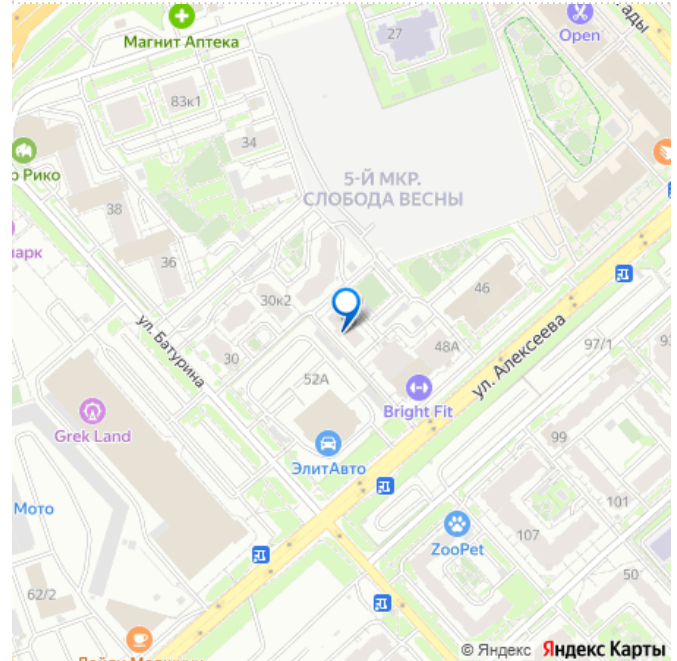 27
Open
Магнит Аптека
83к1
34
Рико
5-Й МКР.
СЛОБОДА ВЕСНЫ
38
36
46
30к2
ул. Батурина
30
48А
97/1
ул. Алексеева
52А
Bright Fit
Grek Land
99
ЭлитАвто
101
Мото
ZooPet
107
50
62/2
© Яндекс Яндекс Карты